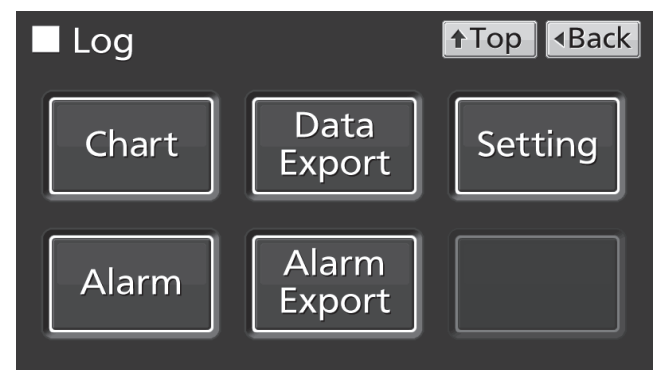 Log
↑Top
◂Back
Chart
Data
Export
Setting
Alarm
Alarm
Export